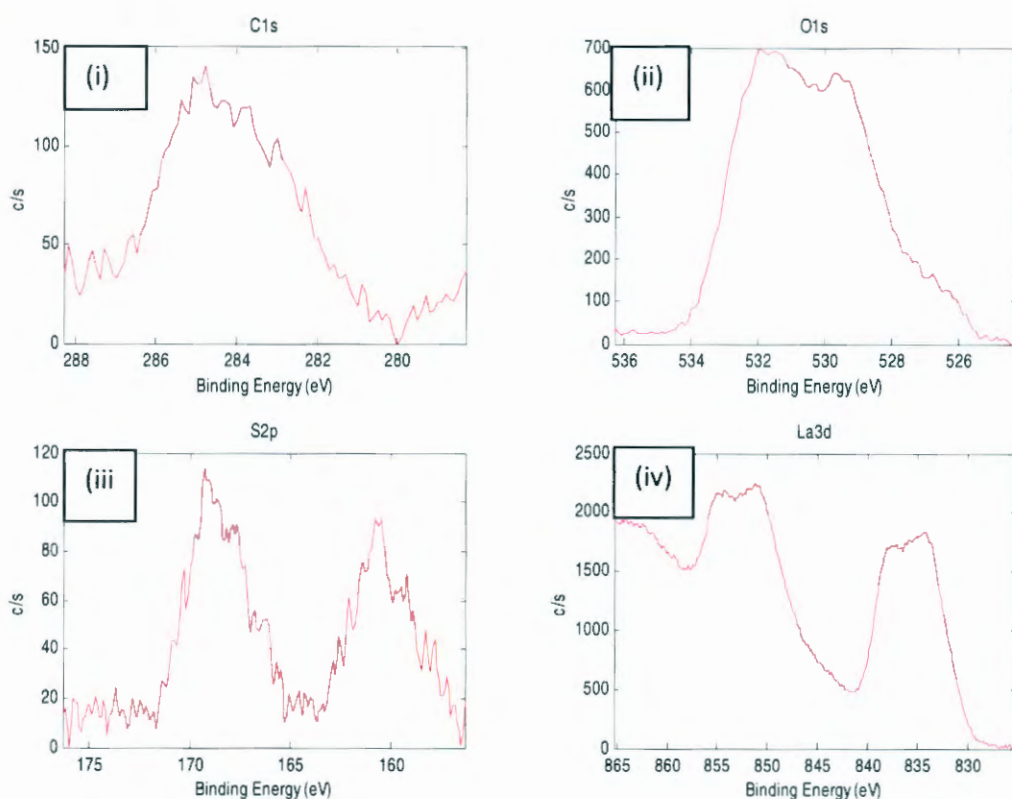 C1s
(i)
150
100
50
0
c/s
288 286 284 282 280
Binding Energy (eV)
O1s
(ii)
700
600
500
400
300
200
100
0
c/s
536 534 532 530 528 526
Binding Energy (eV)
S2p
(iii
120
100
80
60
40
20
0
c/s
175 170 165 160
Binding Energy (eV)
La3d
(iv)
2500
2000
1500
1000
500
0
c/s
865 860 855 850 845 840 835 830
Binding Energy (eV)